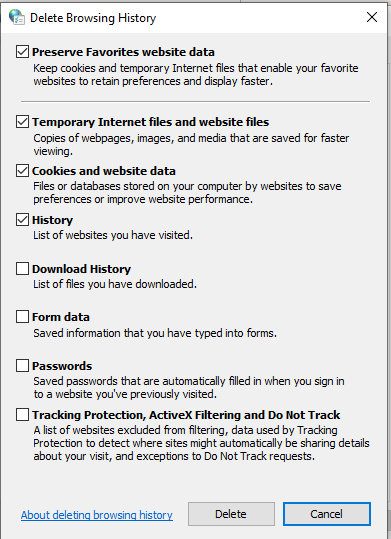 Delete Browsing History
Preserve Favorites website data
Keep cookies and temporary Internet files that enable your favorite
websites to retain preferences and display faster.
Temporary Internet files and website files
Copies of webpages, images, and media that are saved for faster
viewing.
Cookies and website data
Files or databases stored on your computer by websites to save
preferences or improve website performance.
History
List of websites you have visited.
Download History
List of files you have downloaded.
Form data
Saved information that you have typed into forms.
Passwords
Saved passwords that are automatically filled in when you sign in
to a website you've previously visited.
Tracking Protection, ActiveX Filtering and Do Not Track
A list of websites excluded from filtering, data used by Tracking
Protection to detect where sites might automatically be sharing details
about your visit, and exceptions to Do Not Track requests.
About deleting browsing history
Delete
Cancel